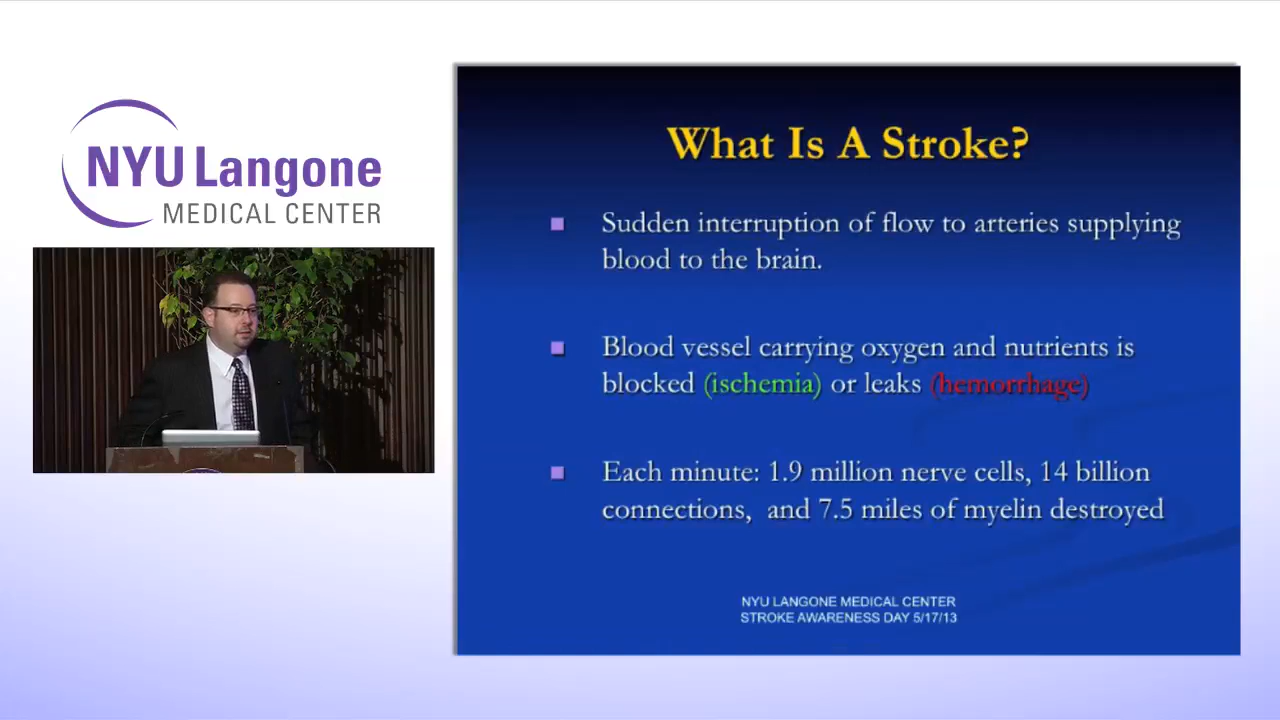 NYU Langone
MEDICAL CENTER
What Is A Stroke?
Sudden interruption of flow to arteries supplying
blood to the brain.
Blood vessel carrying oxygen and nutrients is
blocked (ischemia) or leaks (hemorrhage)
Each minute: 1.9 million nerve cells, 14 billion
connections,  and 7.5 miles of myelin destroyed
NYU LANGONE MEDICAL CENTER
STROKE AWARENESS DAY 5/17/13